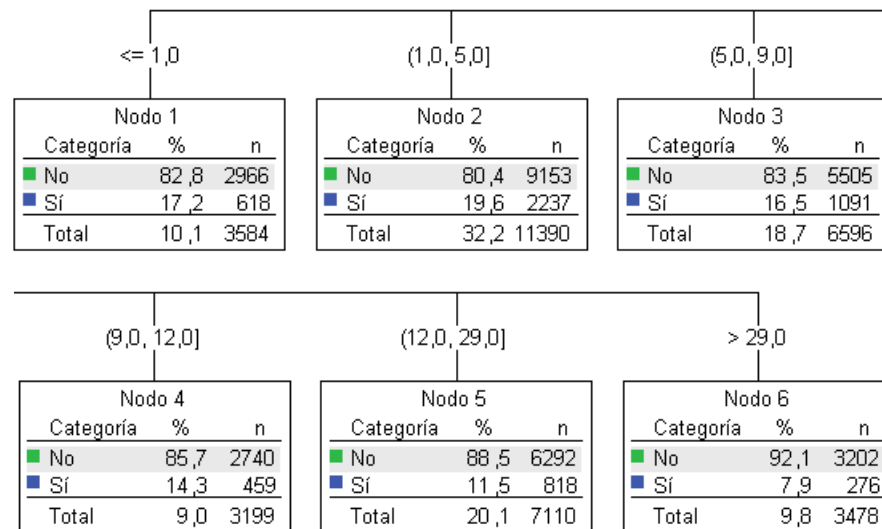 <= 1,0 (1,0, 5,0] (5,0, 9,0]
Nodo 1 Nodo 2 Nodo 3
Categoría % n Categoría % n Categoría % n
No 82 ,8 2966 No 80 ,4 9153 No 83 ,5 5505
Sí 17 ,2 618 Sí 19 ,6 2237 Sí 16 ,5 1091
Total 10 ,1 3584 Total 32 ,2 11390 Total 18 ,7 6596
(9,0, 12,0] (12,0, 29,0] > 29,0
Nodo 4 Nodo 5 Nodo 6
Categoría % n Categoría % n Categoría % n
No 85 ,7 2740 No 88 ,5 6292 No 92 ,1 3202
Sí 14 ,3 459 Sí 11 ,5 818 Sí 7 ,9 276
Total 9 ,0 3199 Total 20 ,1 7110 Total 9 ,8 3478